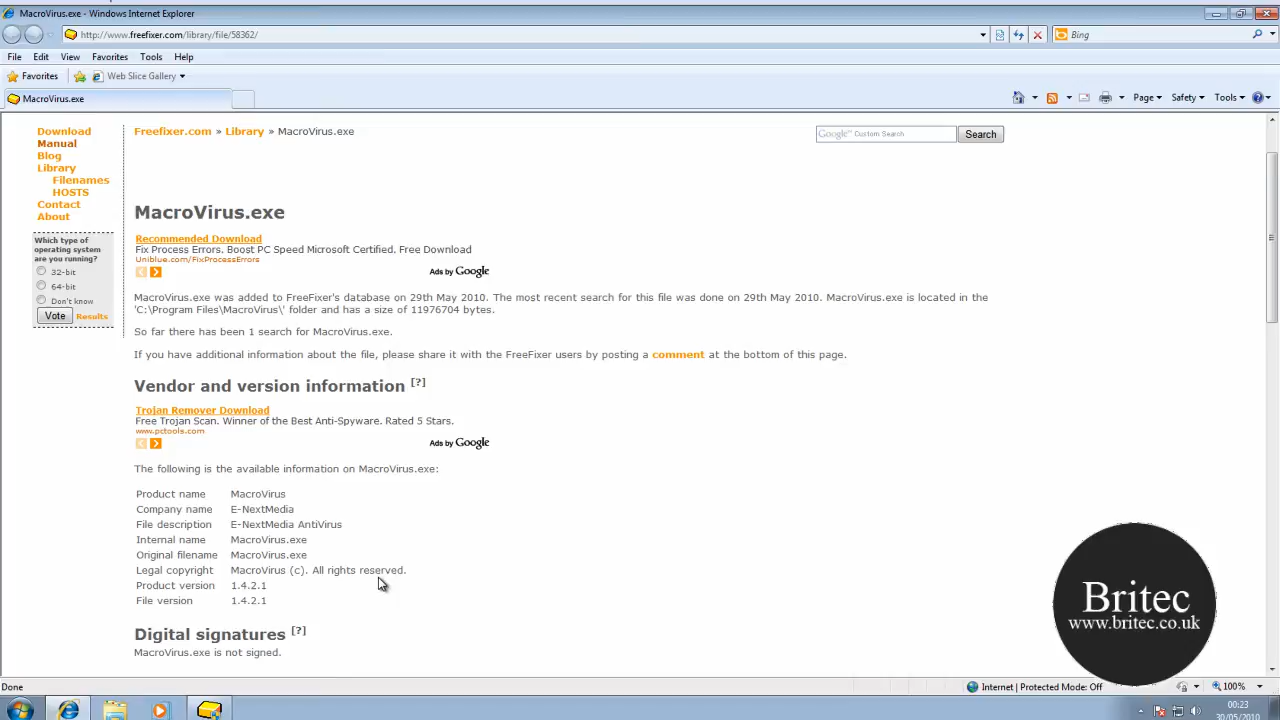 MacroVirus.exe - Windows Internet Explorer
http://www.freefixer.com/library/file/58362/
Bing
File Edit View Favorites Tools Help
Favorites Web Slice Gallery
MacroVirus.exe
Page Safety Tools
Download
Manual
Blog
Library
Filenames
HOSTS
Contact
About
Which type of
operating system
are you running?
32-bit
64-bit
Don't know
Vote Results
Freefixer.com » Library » MacroVirus.exe
Google™ Custom Search Search
MacroVirus.exe
Recommended Download
Fix Process Errors. Boost PC Speed Microsoft Certified. Free Download
Uniblue.com/FixProcessErrors
Ads by Google
MacroVirus.exe was added to FreeFixer's database on 29th May 2010. The most recent search for this file was done on 29th May 2010. MacroVirus.exe is located in the
'C:\Program Files\MacroVirus\' folder and has a size of 11976704 bytes.
So far there has been 1 search for MacroVirus.exe.
If you have additional information about the file, please share it with the FreeFixer users by posting a comment at the bottom of this page.
Vendor and version information [?]
Trojan Remover Download
Free Trojan Scan. Winner of the Best Anti-Spyware. Rated 5 Stars.
www.pctools.com
Ads by Google
The following is the available information on MacroVirus.exe:
Product name MacroVirus
Company name E-NextMedia
File description E-NextMedia AntiVirus
Internal name MacroVirus.exe
Original filename MacroVirus.exe
Legal copyright MacroVirus (c). All rights reserved.
Product version 1.4.2.1
File version 1.4.2.1
Digital signatures [?]
MacroVirus.exe is not signed.
Britec
www.britec.co.uk
Done
Internet | Protected Mode: Off
100%
00:23
30/05/2010